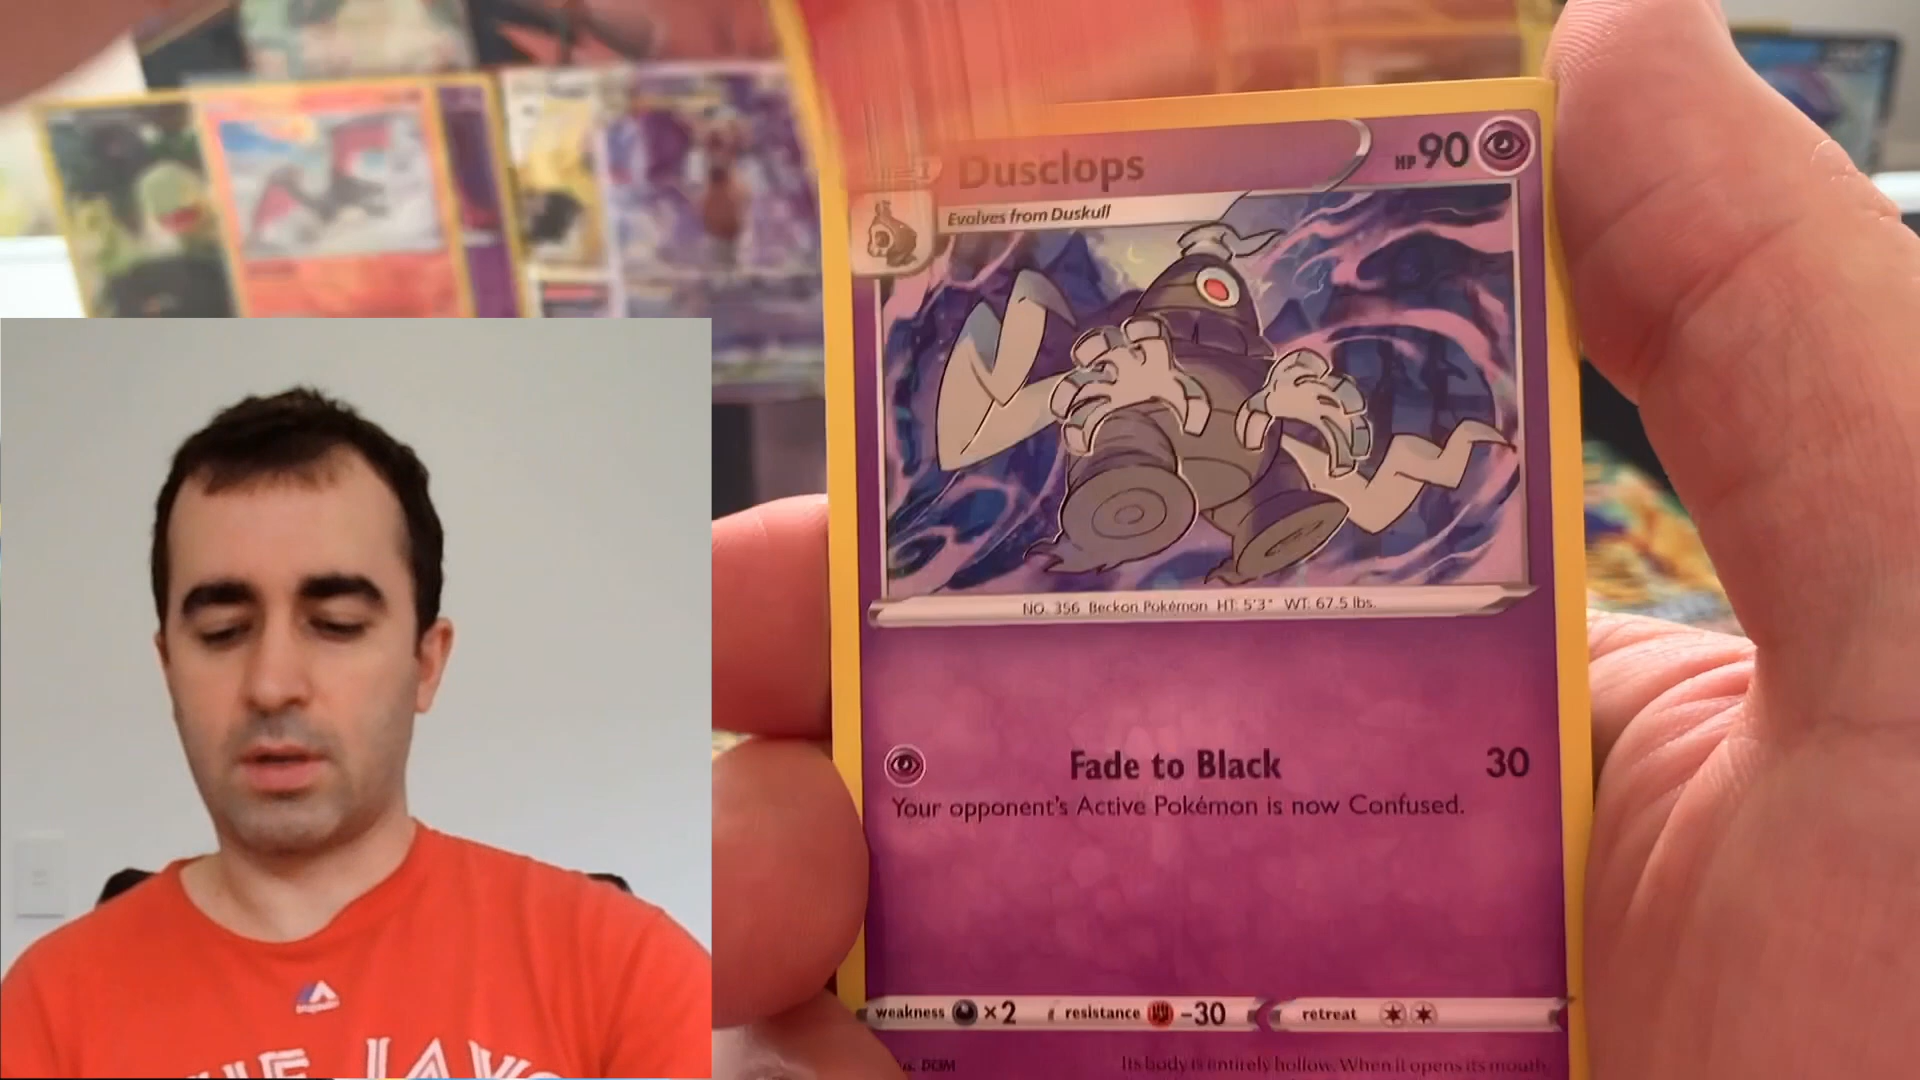 Dusclops
HP 90
Evolves from Duskull
NO. 356 Beckon Pokémon HT: 5'3" WT: 67.5 lbs.
Fade to Black 30
Your opponent's Active Pokémon is now Confused.
weakness ×2 resistance -30 retreat
DOM
Its body is entirely hollow. When it opens its mouth,
JAYS